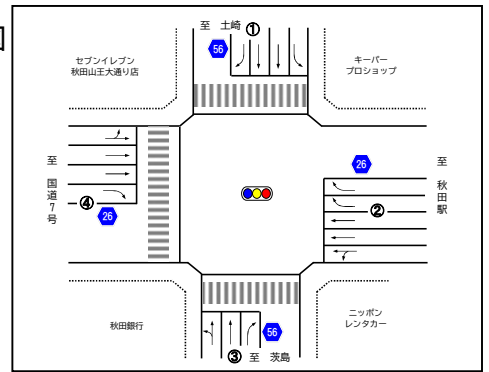 図
至 土崎 ①
56
セブンイレブン
秋田山王大通り店
キーパー
プロショップ
至
国
道
7
号
26
至
秋
田
駅
④
26
②
秋田銀行
56
ニッポン
レンタカー
③ 至 茨島